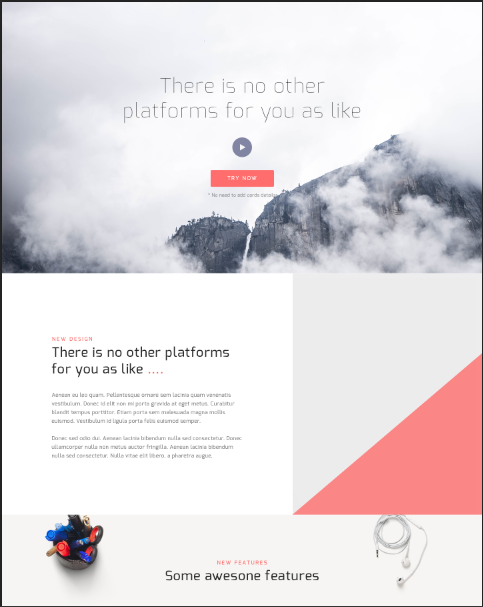 There is no other
platforms for you as like
TRY NOW
* No need to add cards details
NEW DESIGN
There is no other platforms
for you as like ....
Aenean eu leo quam. Pellentesque ornare sem lacinia quam venenatis
vestibulum. Donec id elit non mi porta gravida at eget metus. Curabitur
blandit tempus porttitor. Etiam porta sem malesuada magna mollis
euismod. Vestibulum id ligula porta felis euismod semper.
Donec sed odio dui. Aenean lacinia bibendum nulla sed consectetur. Donec
ullamcorper nulla non metus auctor fringilla. Aenean lacinia bibendum
nulla sed consectetur. Nulla vitae elit libero, a pharetra augue.
NEW FEATURES
Some awesone features